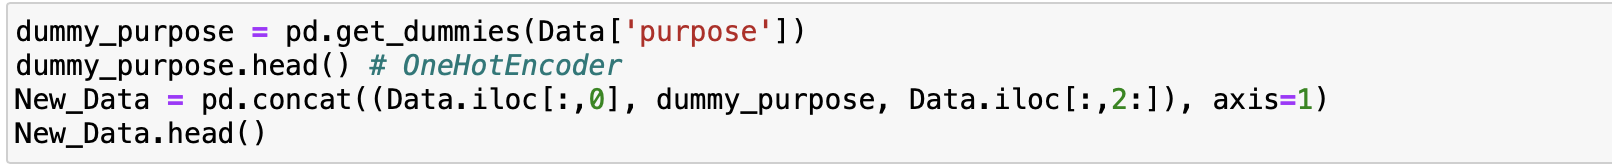 dummy_purpose = pd.get_dummies(Data['purpose'])
dummy_purpose.head() # OneHotEncoder
New_Data = pd.concat((Data.iloc[:,0], dummy_purpose, Data.iloc[:,2:]), axis=1)
New_Data.head()